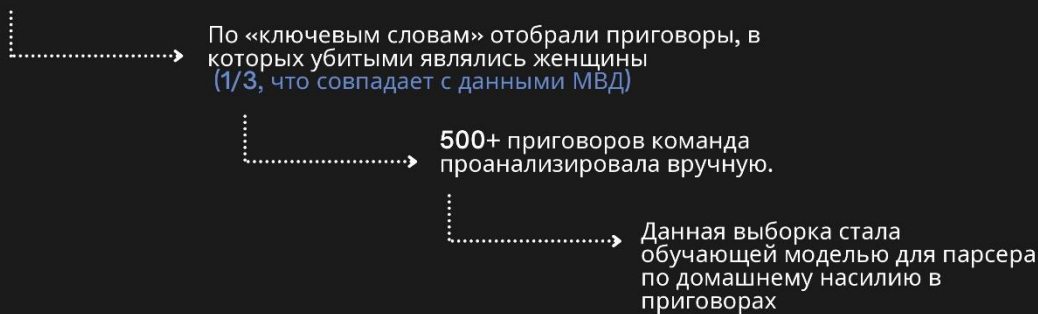 По «ключевым словам» отобрали приговоры, в
которых убитыми являлись женщины
(1/3, что совпадает с данными МВД)
500+ приговоров команда
проанализировала вручную.
Данная выборка стала
обучающей моделью для парсера
по домашнему насилию в
приговорах